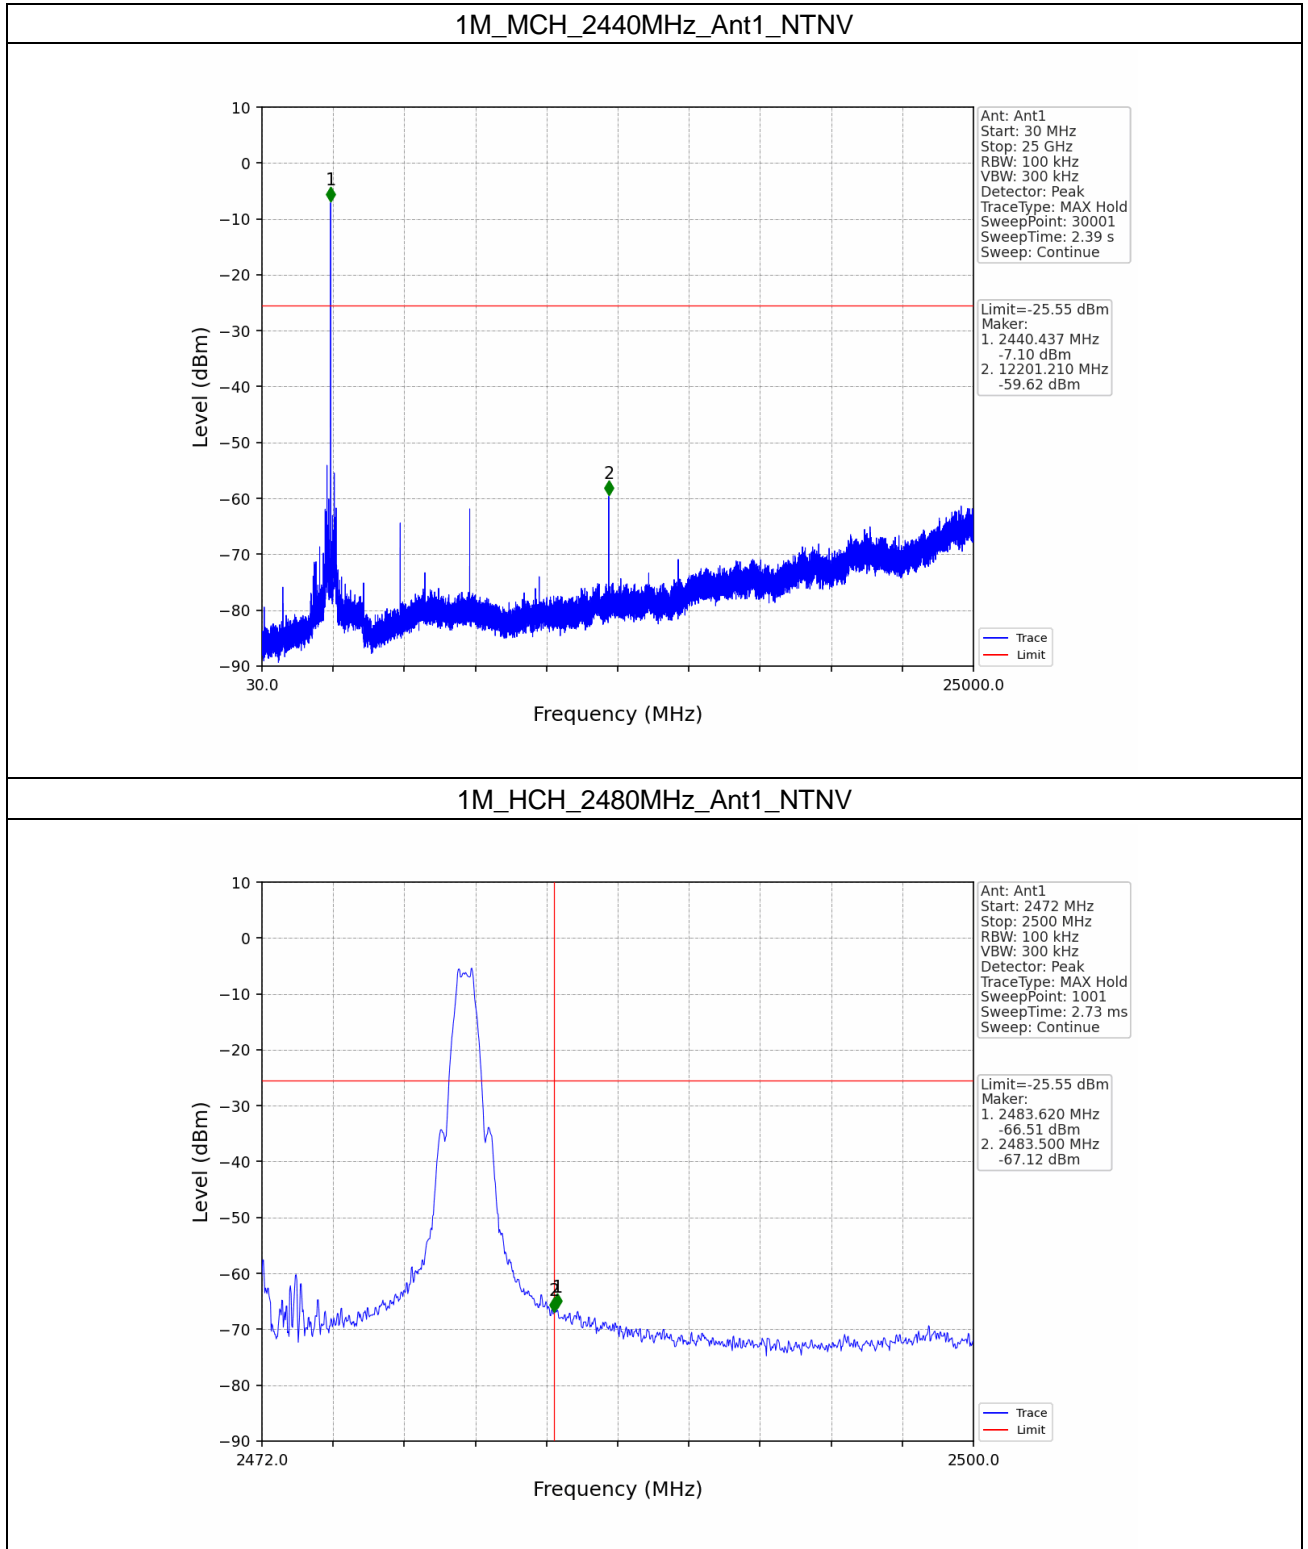 1M_MCH_2440MHz_Ant1_NTNV
10
0
−10
−20
−30
−40
−50
−60
−70
−80
−90
Level (dBm)
1
2
30.0
25000.0
Frequency (MHz)
Ant: Ant1
Start: 30 MHz
Stop: 25 GHz
RBW: 100 kHz
VBW: 300 kHz
Detector: Peak
TraceType: MAX Hold
SweepPoint: 30001
SweepTime: 2.39 s
Sweep: Continue
Limit=-25.55 dBm
Maker:
1. 2440.437 MHz
-7.10 dBm
2. 12201.210 MHz
-59.62 dBm
Trace
Limit
1M_HCH_2480MHz_Ant1_NTNV
10
0
−10
−20
−30
−40
−50
−60
−70
−80
−90
Level (dBm)
2
1
2472.0
2500.0
Frequency (MHz)
Ant: Ant1
Start: 2472 MHz
Stop: 2500 MHz
RBW: 100 kHz
VBW: 300 kHz
Detector: Peak
TraceType: MAX Hold
SweepPoint: 1001
SweepTime: 2.73 ms
Sweep: Continue
Limit=-25.55 dBm
Maker:
1. 2483.620 MHz
-66.51 dBm
2. 2483.500 MHz
-67.12 dBm
Trace
Limit